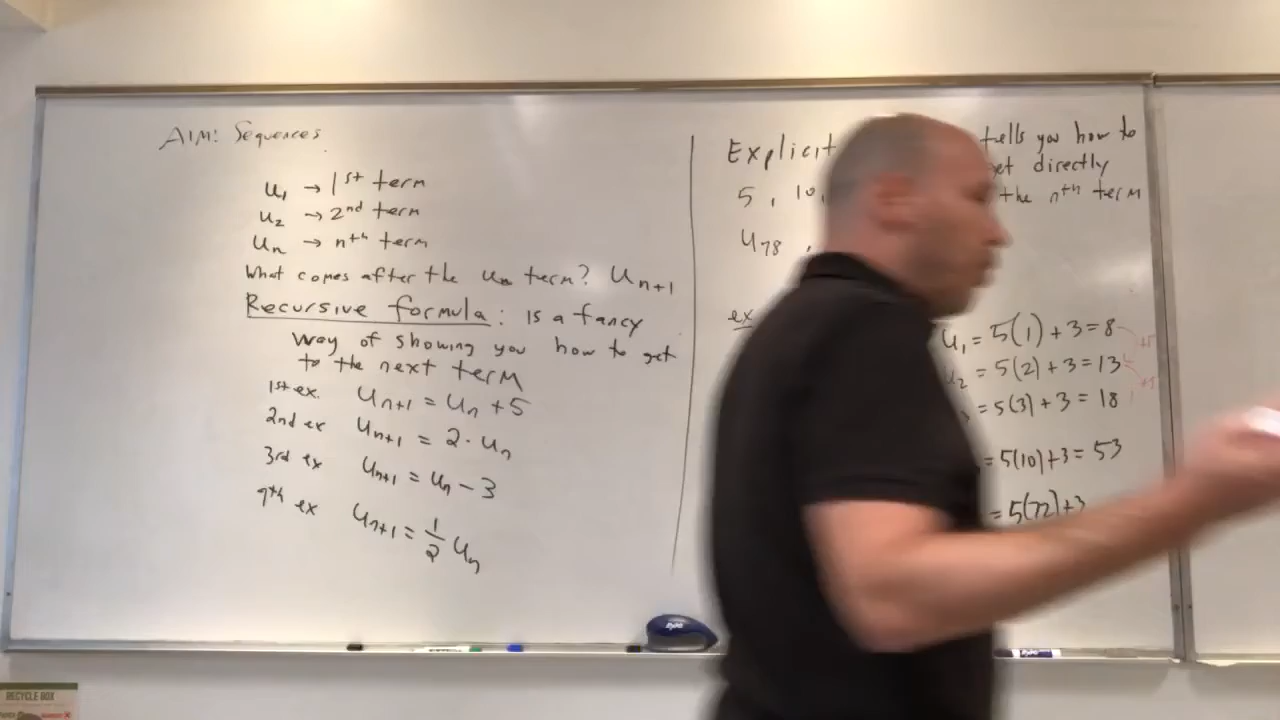 AIM: Sequences
u₁ → 1st term
u₂ → 2nd term
uₙ → nth term
What comes after the uₙ term? uₙ₊₁
Recursive formula: is a fancy
way of showing you how to get
to the next term
1st ex. uₙ₊₁ = uₙ + 5
2nd ex uₙ₊₁ = 2 · uₙ
3rd ex uₙ₊₁ = uₙ - 3
4th ex uₙ₊₁ = 1/2 uₙ
Explicit tells you how to
get directly
5, 10, the nth term
u₇₈
ex
u₁ = 5(1) + 3 = 8
u₂ = 5(2) + 3 = 13
= 5(3) + 3 = 18
= 5(10) + 3 = 53
= 5(72) + 3
EXPO
RECYCLE BOX